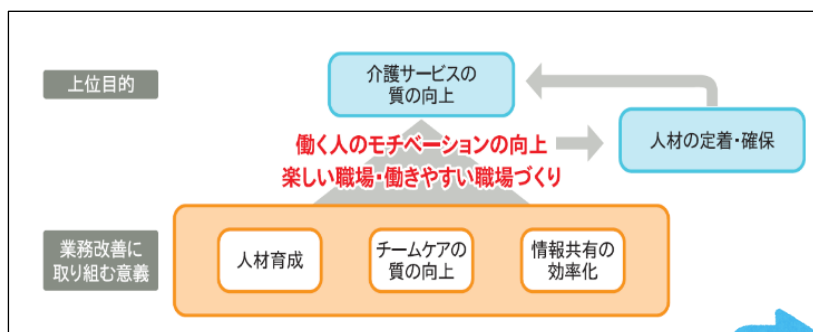 上位目的
介護サービスの
質の向上
働く人のモチベーションの向上
楽しい職場・働きやすい職場づくり
人材の定着・確保
業務改善に
取り組む意義
人材育成
チームケアの
質の向上
情報共有の
効率化